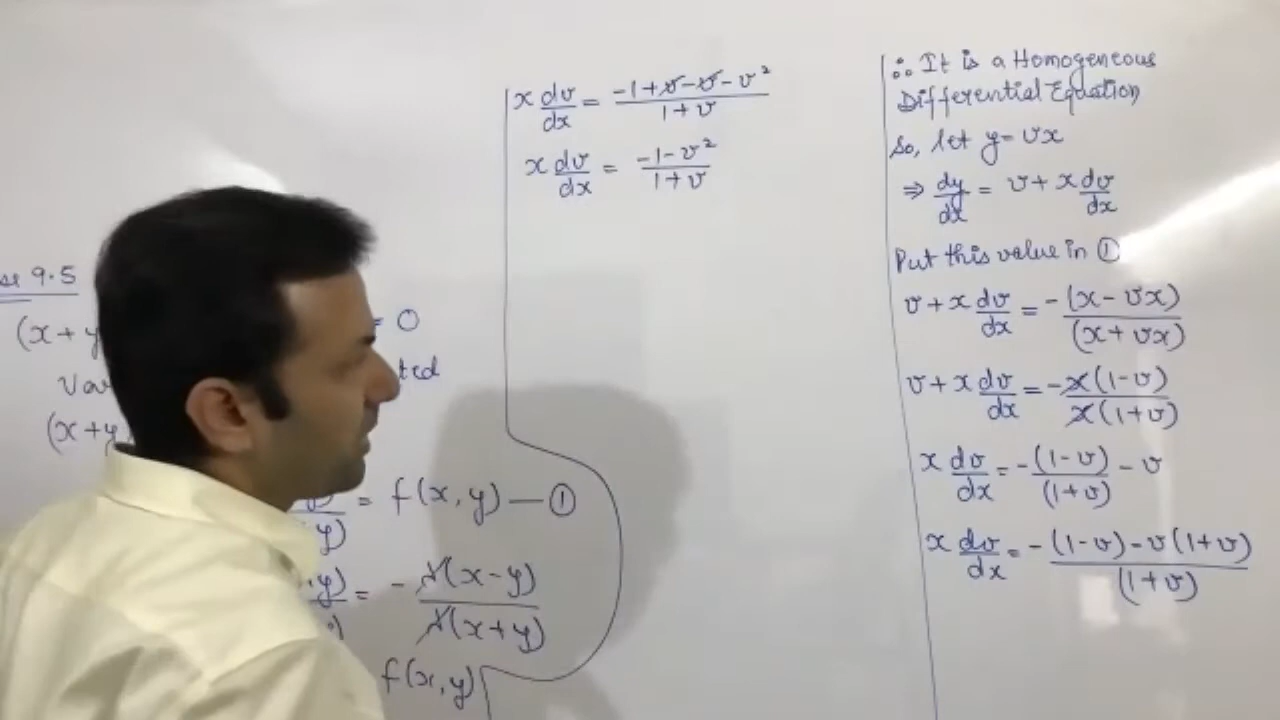 9.5
(x+y = 0
(x+y
= f(x,y) — ①
y)
y) = - λ(x-y)
λ(x+y)
f(x,y)
x dv/dx = (-1+v-v-v²)/(1+v)
x dv/dx = (-1-v²)/(1+v)
∴ It is a Homogeneous
Differential Equation
So, let y = vx
⇒ dy/dx = v + x dv/dx
Put this value in ①
v + x dv/dx = -(x-vx)/(x+vx)
v + x dv/dx = -x(1-v)/x(1+v)
x dv/dx = -(1-v)/(1+v) - v
x dv/dx = (-(1-v)-v(1+v))/(1+v)